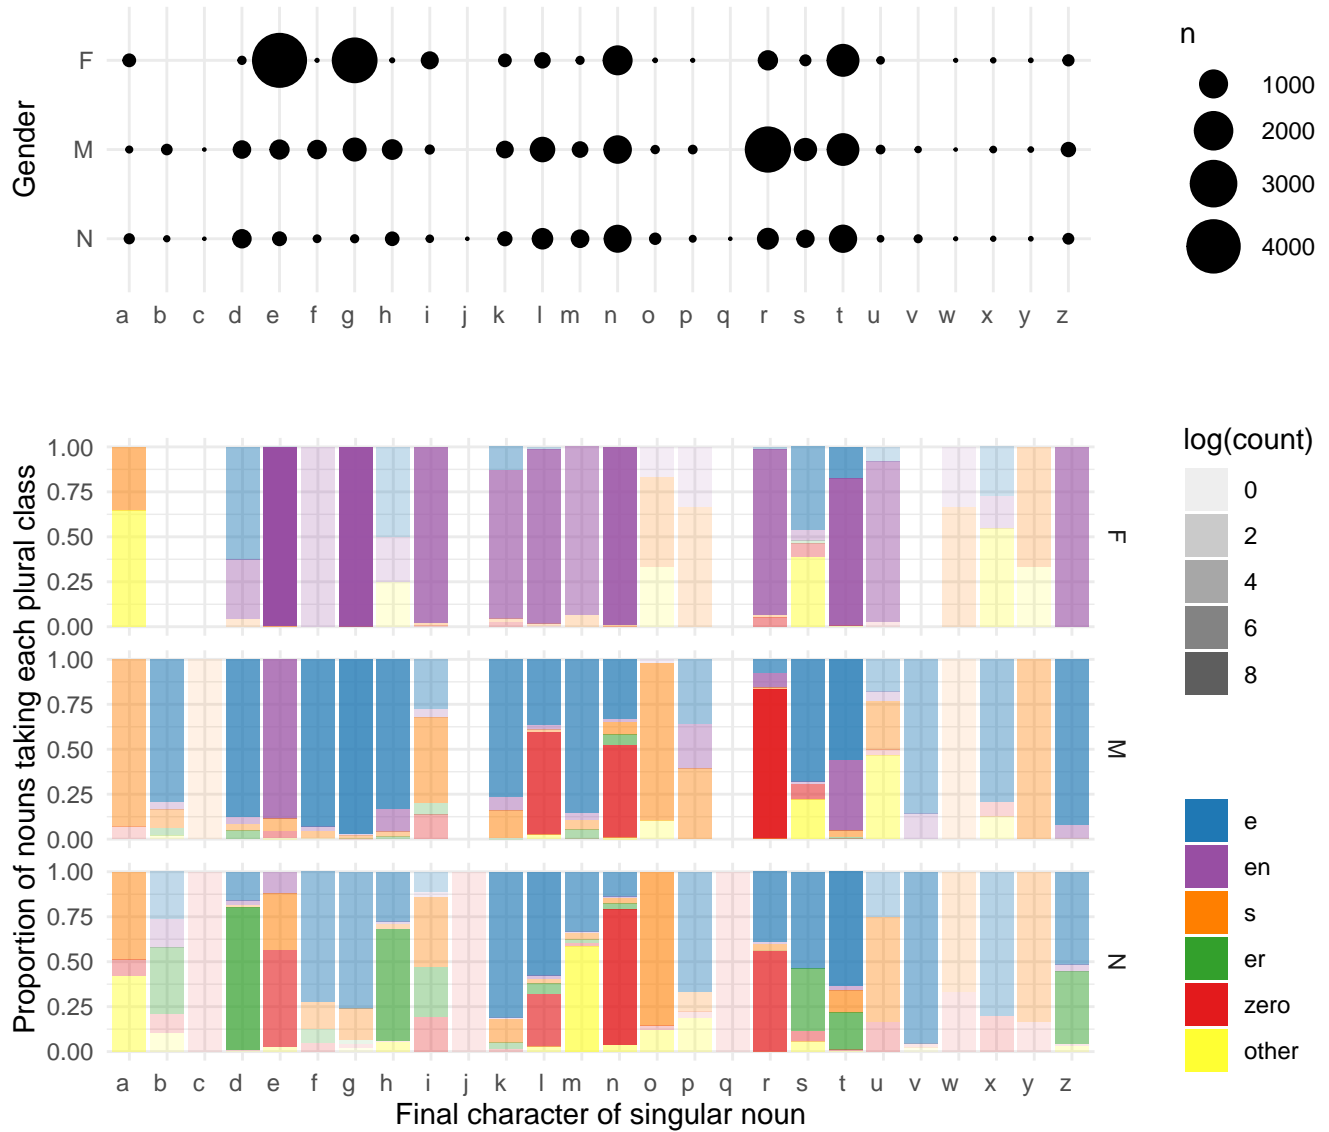 Gender
F
M
N
a b c d e f g h i j k l m n o p q r s t u v w x y z
n
1000
2000
3000
4000
Proportion of nouns taking each plural class
1.00
0.75
0.50
0.25
0.00
F
1.00
0.75
0.50
0.25
0.00
M
1.00
0.75
0.50
0.25
0.00
N
a b c d e f g h i j k l m n o p q r s t u v w x y z
Final character of singular noun
log(count)
0
2
4
6
8
e
en
s
er
zero
other